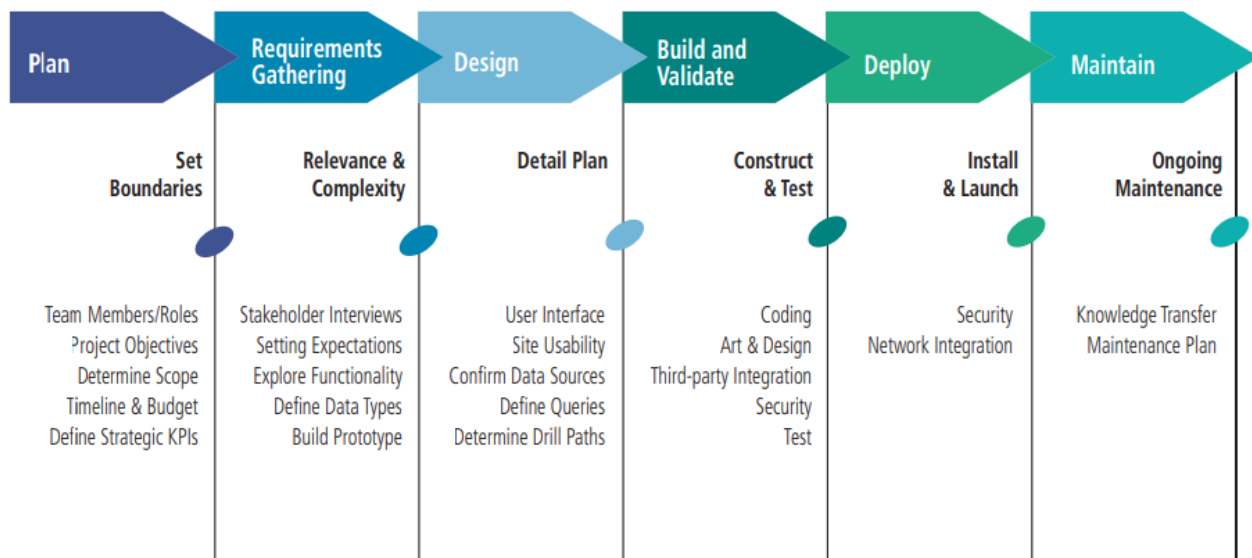 Plan
Requirements
Gathering
Design
Build and
Validate
Deploy
Maintain
Set
Boundaries
Relevance &
Complexity
Detail Plan
Construct
& Test
Install
& Launch
Ongoing
Maintenance
Team Members/Roles
Project Objectives
Determine Scope
Timeline & Budget
Define Strategic KPIs
Stakeholder Interviews
Setting Expectations
Explore Functionality
Define Data Types
Build Prototype
User Interface
Site Usability
Confirm Data Sources
Define Queries
Determine Drill Paths
Coding
Art & Design
Third-party Integration
Security
Test
Security
Network Integration
Knowledge Transfer
Maintenance Plan